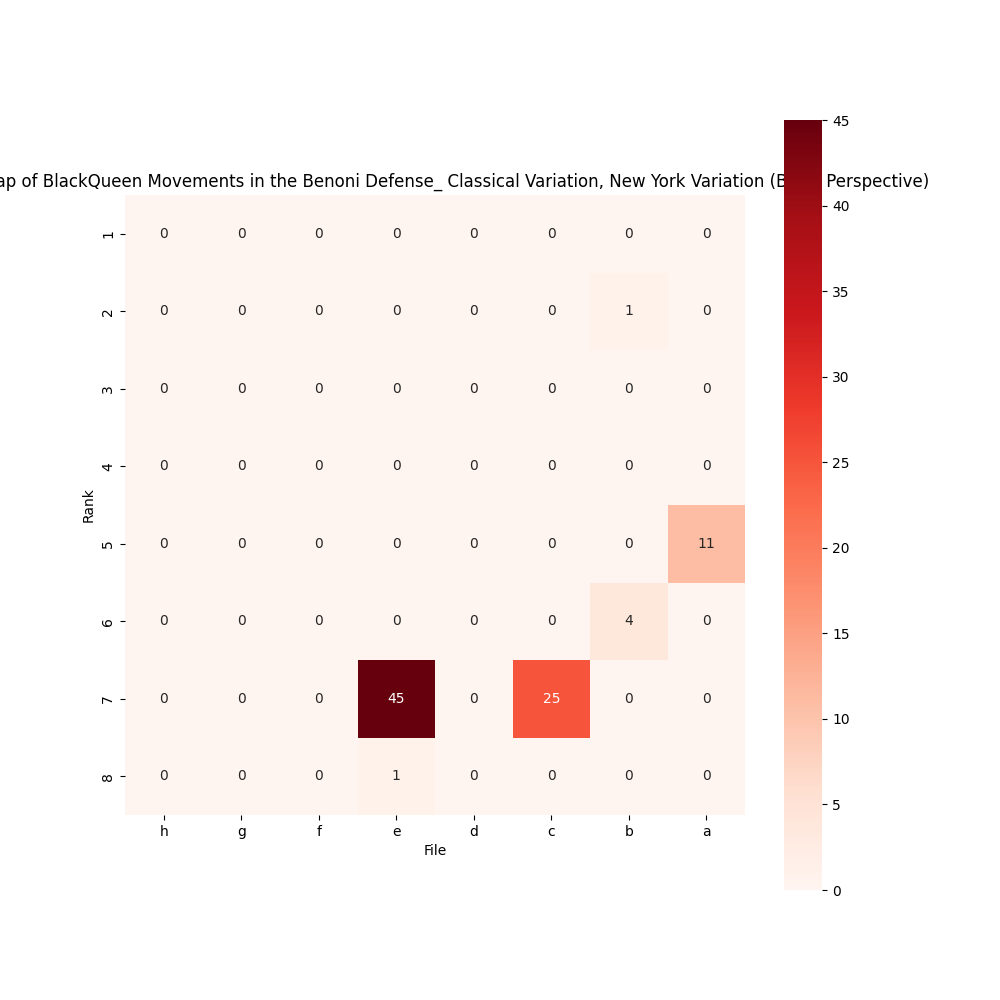 of BlackQueen Movements in the Benoni Defense_ Classical Variation, New York Variation ( Perspective)
45
40
35
30
25
20
15
10
5
0
Rank
1 0 0 0 0 0 0 0 0
2 0 0 0 0 0 0 1 0
3 0 0 0 0 0 0 0 0
4 0 0 0 0 0 0 0 0
5 0 0 0 0 0 0 0 11
6 0 0 0 0 0 0 4 0
7 0 0 0 45 0 25 0 0
8 0 0 0 1 0 0 0 0
h g f e d c b a
File